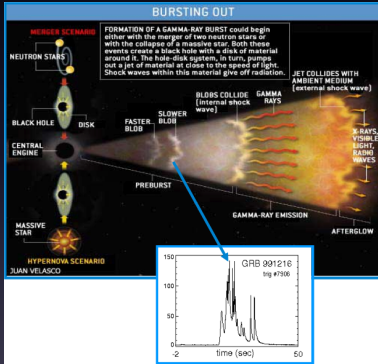 BURSTING OUT
MERGER SCENARIO
NEUTRON STARS
FORMATION OF A GAMMA-RAY BURST could begin
either with the merger of two neutron stars or
with the collapse of a massive star. Both these
events create a black hole with a disk of material
around it. The hole-disk system, in turn, pumps
out a jet of material at close to the speed of light.
Shock waves within this material give off radiation.
BLACK HOLE
DISK
CENTRAL
ENGINE
MASSIVE
STAR
HYPERNOVA SCENARIO
JUAN VELASCO
FASTER
BLOB
SLOWER
BLOB
PREBURST
BLOBS COLLIDE
(internal shock
wave)
GAMMA
RAYS
GAMMA-RAY EMISSION
JET COLLIDES WITH
AMBIENT MEDIUM
(external shock wave)
X-RAYS,
VISIBLE
LIGHT,
RADIO
WAVES
AFTERGLOW
GRB 991216
trig #7906
150
100
50
0
-2
time (sec)
50